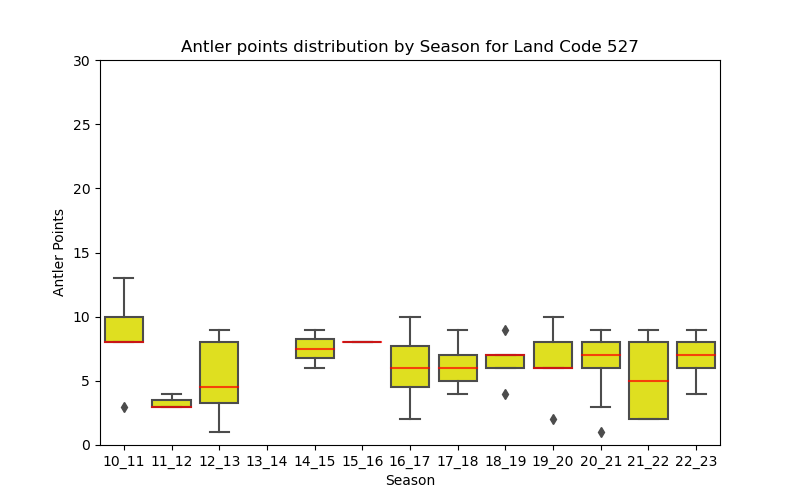 Antler points distribution by Season for Land Code 527
30
25
20
15
10
5
0
Antler Points
10_11 11_12 12_13 13_14 14_15 15_16 16_17 17_18 18_19 19_20 20_21 21_22 22_23
Season